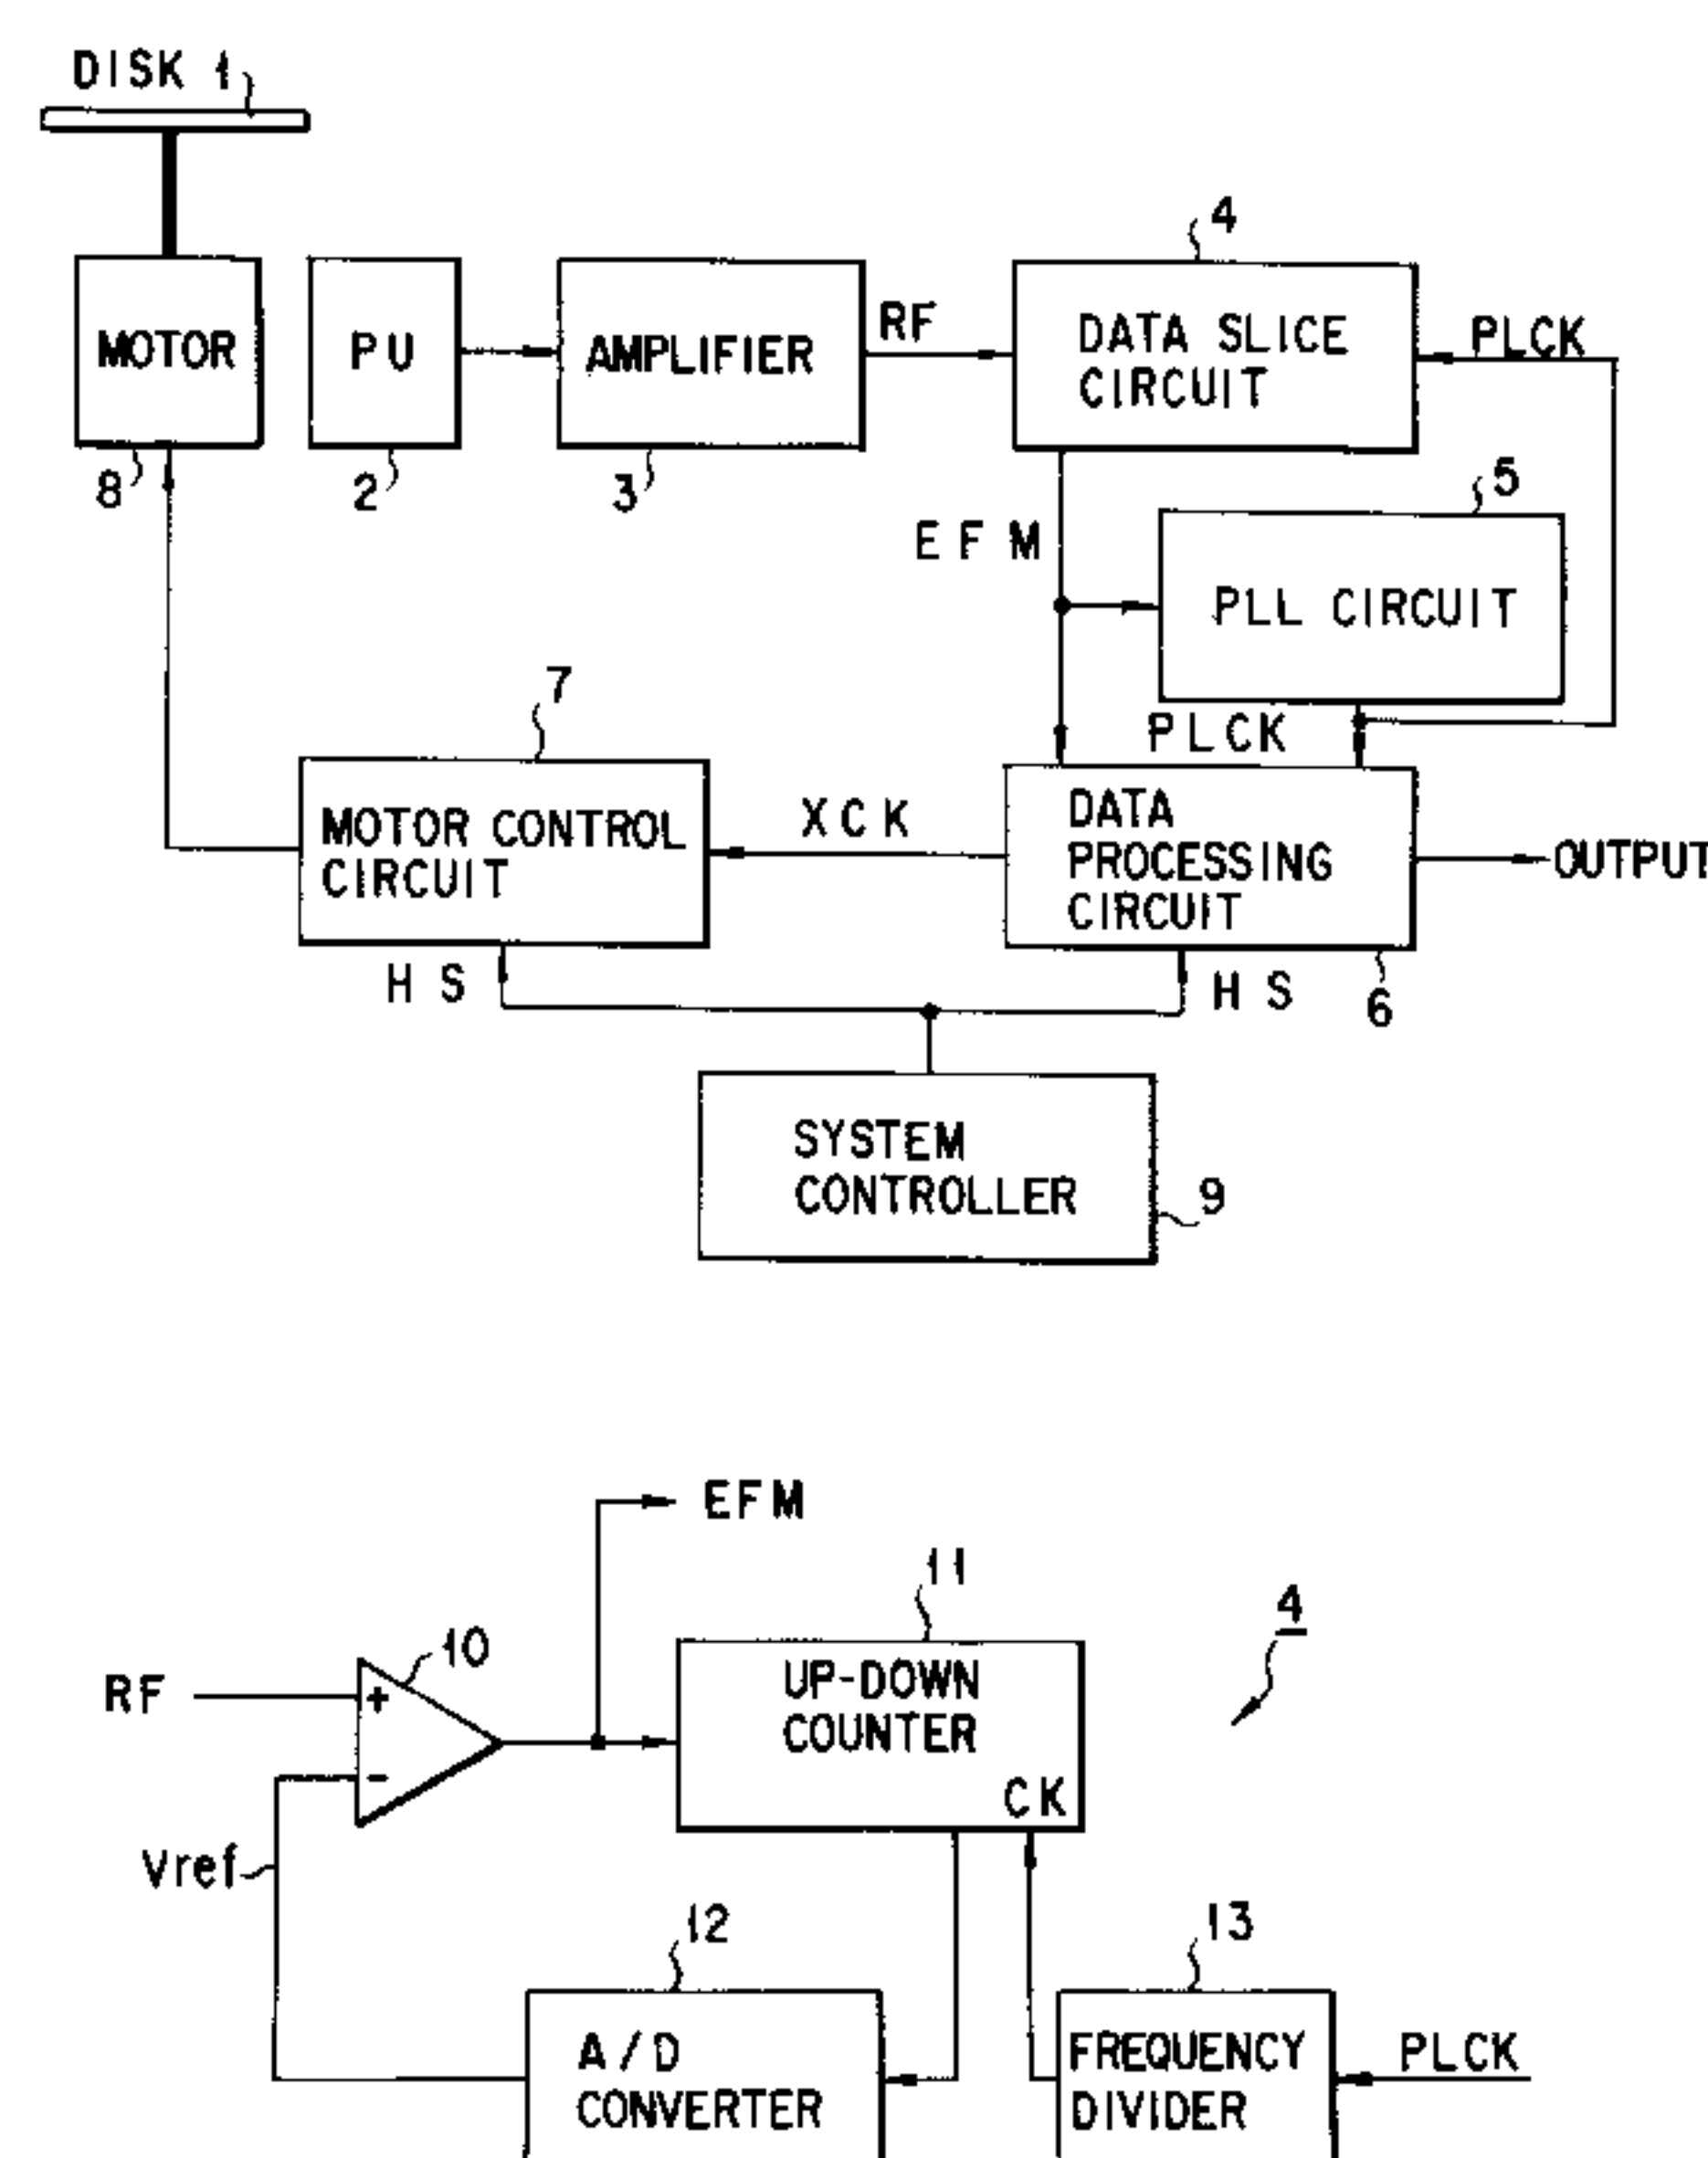 DISK 1
4
MOTOR
PU
AMPLIFIER
RF
DATA SLICE
CIRCUIT
PLCK
8
2
3
5
EFM
PLL CIRCUIT
7
PLCK
MOTOR CONTROL
CIRCUIT
XCK
DATA
PROCESSING
CIRCUIT
OUTPUT
HS
HS
6
SYSTEM
CONTROLLER
9
EFM
11
4
10
RF
+
UP-DOWN
COUNTER
-
CK
Vref
12
13
A/D
CONVERTER
FREQUENCY
DIVIDER
PLCK